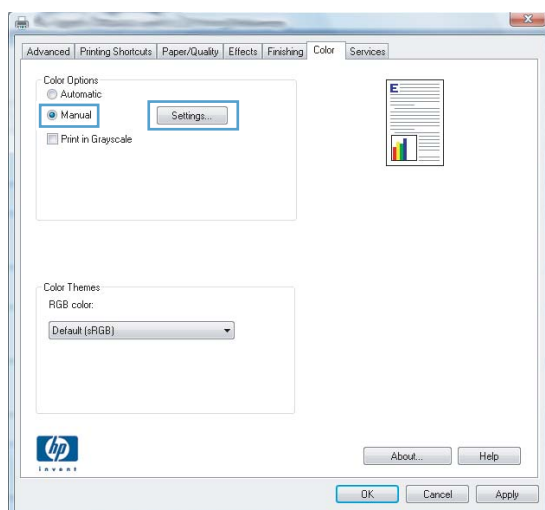 Advanced Printing Shortcuts Paper/Quality Effects Finishing Color Services
Color Options
Automatic
Manual Settings...
Print in Grayscale
E
Color Themes
RGB color:
Default (sRGB)
hp
invent
About... Help
OK Cancel Apply